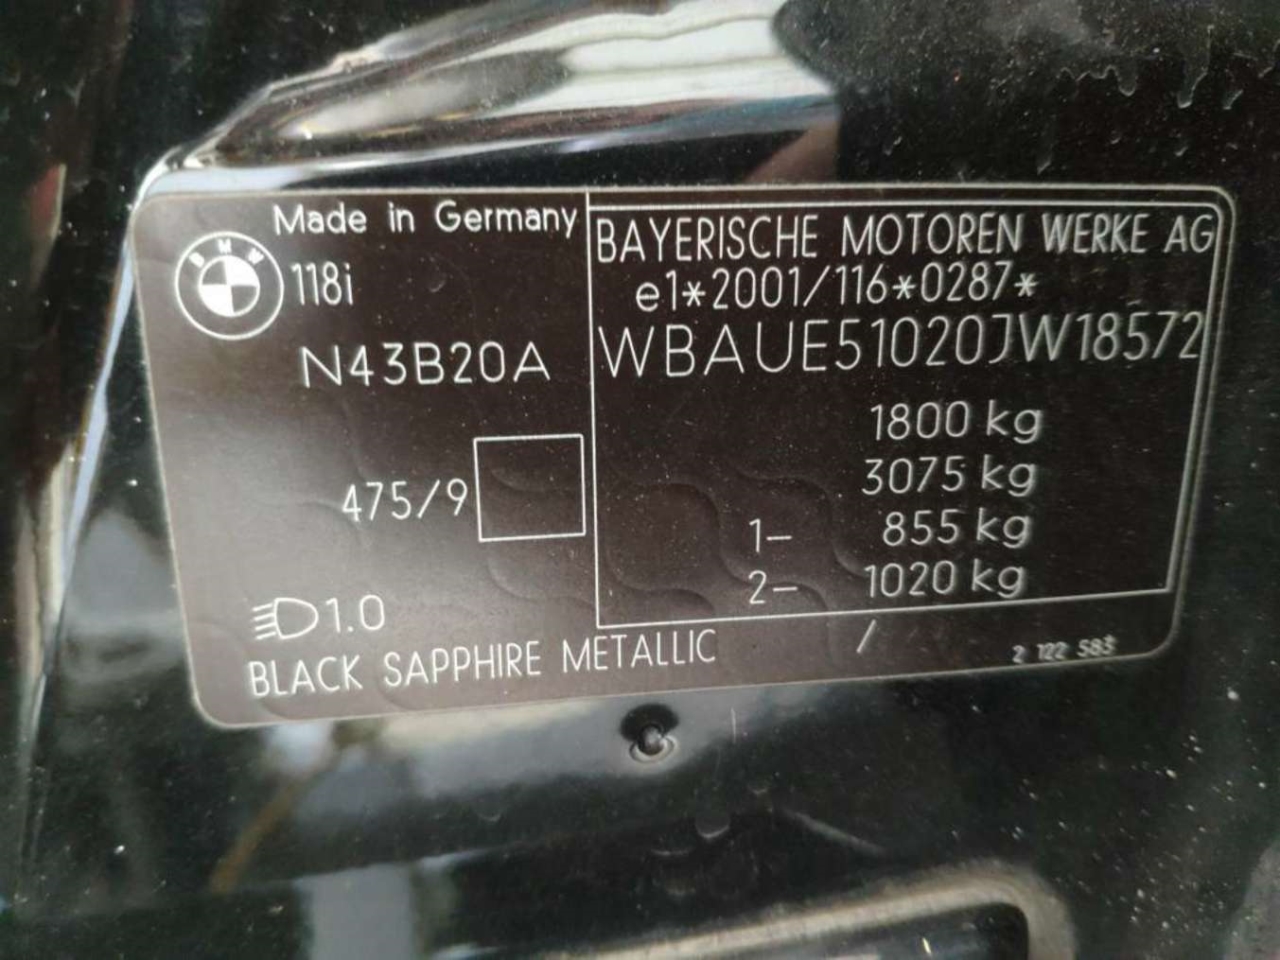 Made in Germany
BMW
118i
N43B20A
475/9
1.0
BLACK SAPPHIRE METALLIC /
BAYERISCHE MOTOREN WERKE AG
e1*2001/116*0287*
WBAUE51020JW18572
1800 kg
3075 kg
1- 855 kg
2- 1020 kg
2 122 583